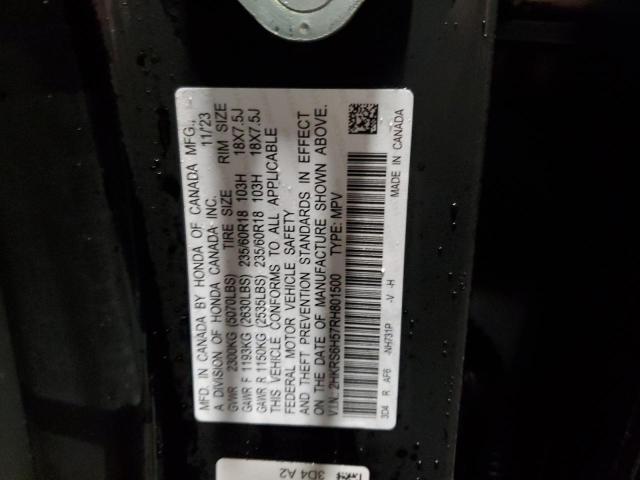 MFD. IN CANADA BY HONDA OF CANADA MFG.,
A DIVISION OF HONDA CANADA INC. 11/23
TIRE SIZE RIM SIZE
GVWR 2300KG (5070LBS)
GAWR F 1193KG (2630LBS) 235/60R18 103H 18X7.5J
GAWR R 1150KG (2535LBS) 235/60R18 103H 18X7.5J
THIS VEHICLE CONFORMS TO ALL APPLICABLE
FEDERAL MOTOR VEHICLE SAFETY
AND THEFT PREVENTION STANDARDS IN EFFECT
ON THE DATE OF MANUFACTURE SHOWN ABOVE.
V.I.N. 2HKRS6H57RH801500 TYPE: MPV
3D4 R AF6 -NH731P -V -H MADE IN CANADA
3D4 A2